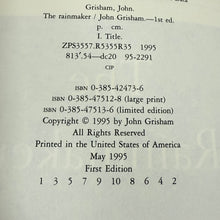 Grisham, John.
The rainmaker / John Grisham.—1st ed.
p. cm.
I. Title.
ZPS3557.R5355R35 1995
813'.54—dc20 95-2291
CIP
ISBN 0-385-42473-6
ISBN 0-385-47512-8 (large print)
ISBN 0-385-47513-6 (limited edition)
Copyright © 1995 by John Grisham
All Rights Reserved
Printed in the United States of America
May 1995
First Edition
1 3 5 7 9 10 8 6 4 2